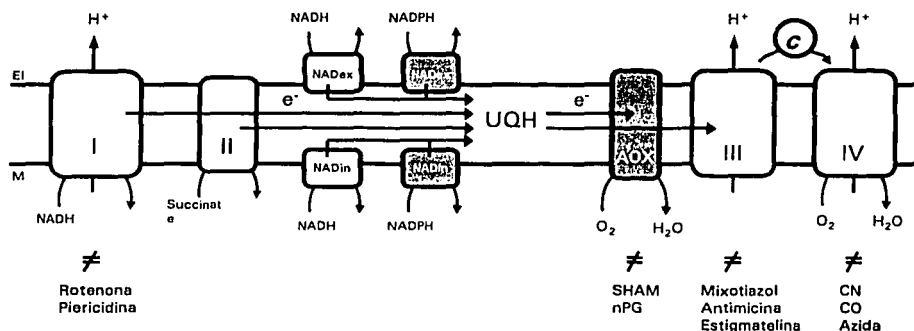 H⁺
NADH
NADPH
H⁺
C
H⁺
EI
NADex
e⁻
UQH
e⁻
I
II
AOX
III
IV
M
NADin
NADH
Succinat
e
NADH
NADPH
O₂
H₂O
O₂
H₂O
≠
≠
≠
≠
Rotenona
Piericidina
SHAM
nPG
Mixotiazol
Antimicina
Estigmatelina
CN
CO
Azida